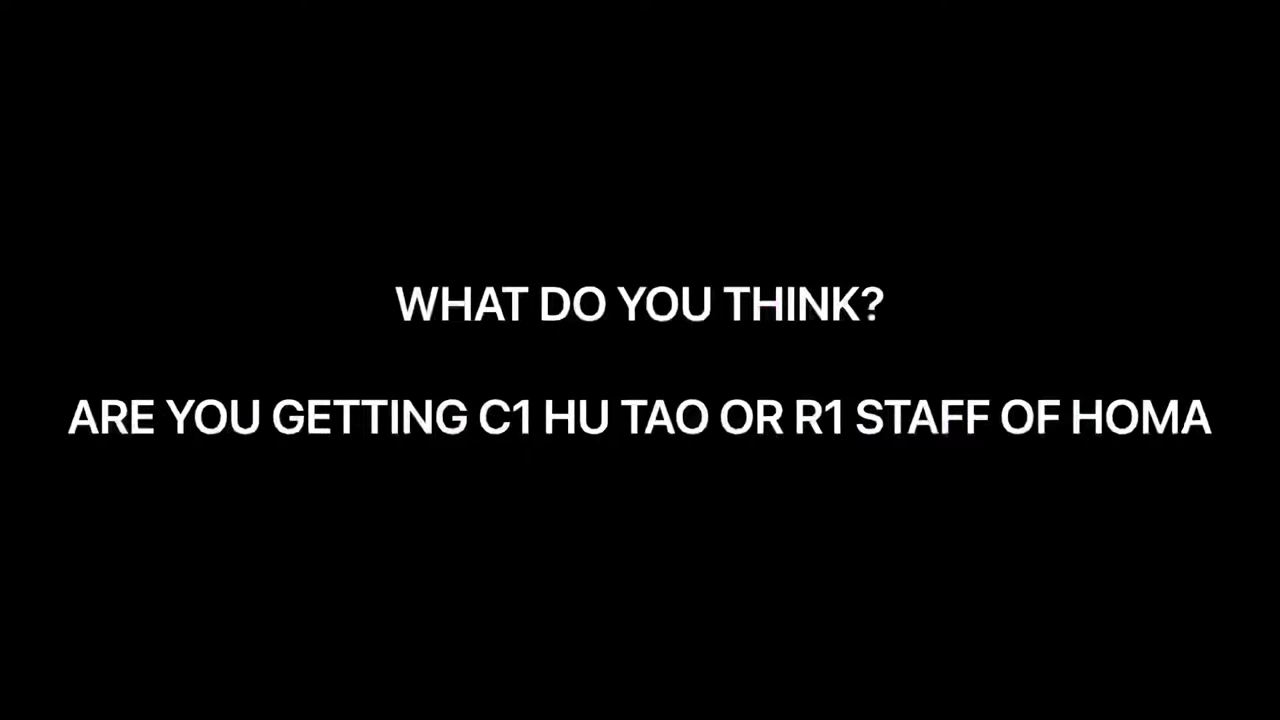 WHAT DO YOU THINK?
ARE YOU GETTING C1 HU TAO OR R1 STAFF OF HOMA